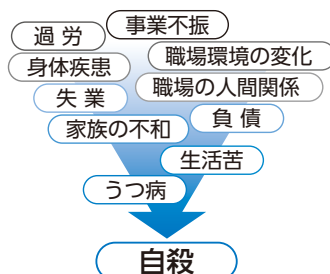 事業不振
過労
職場環境の変化
身体疾患
職場の人間関係
失業
負債
家族の不和
生活苦
うつ病
自殺